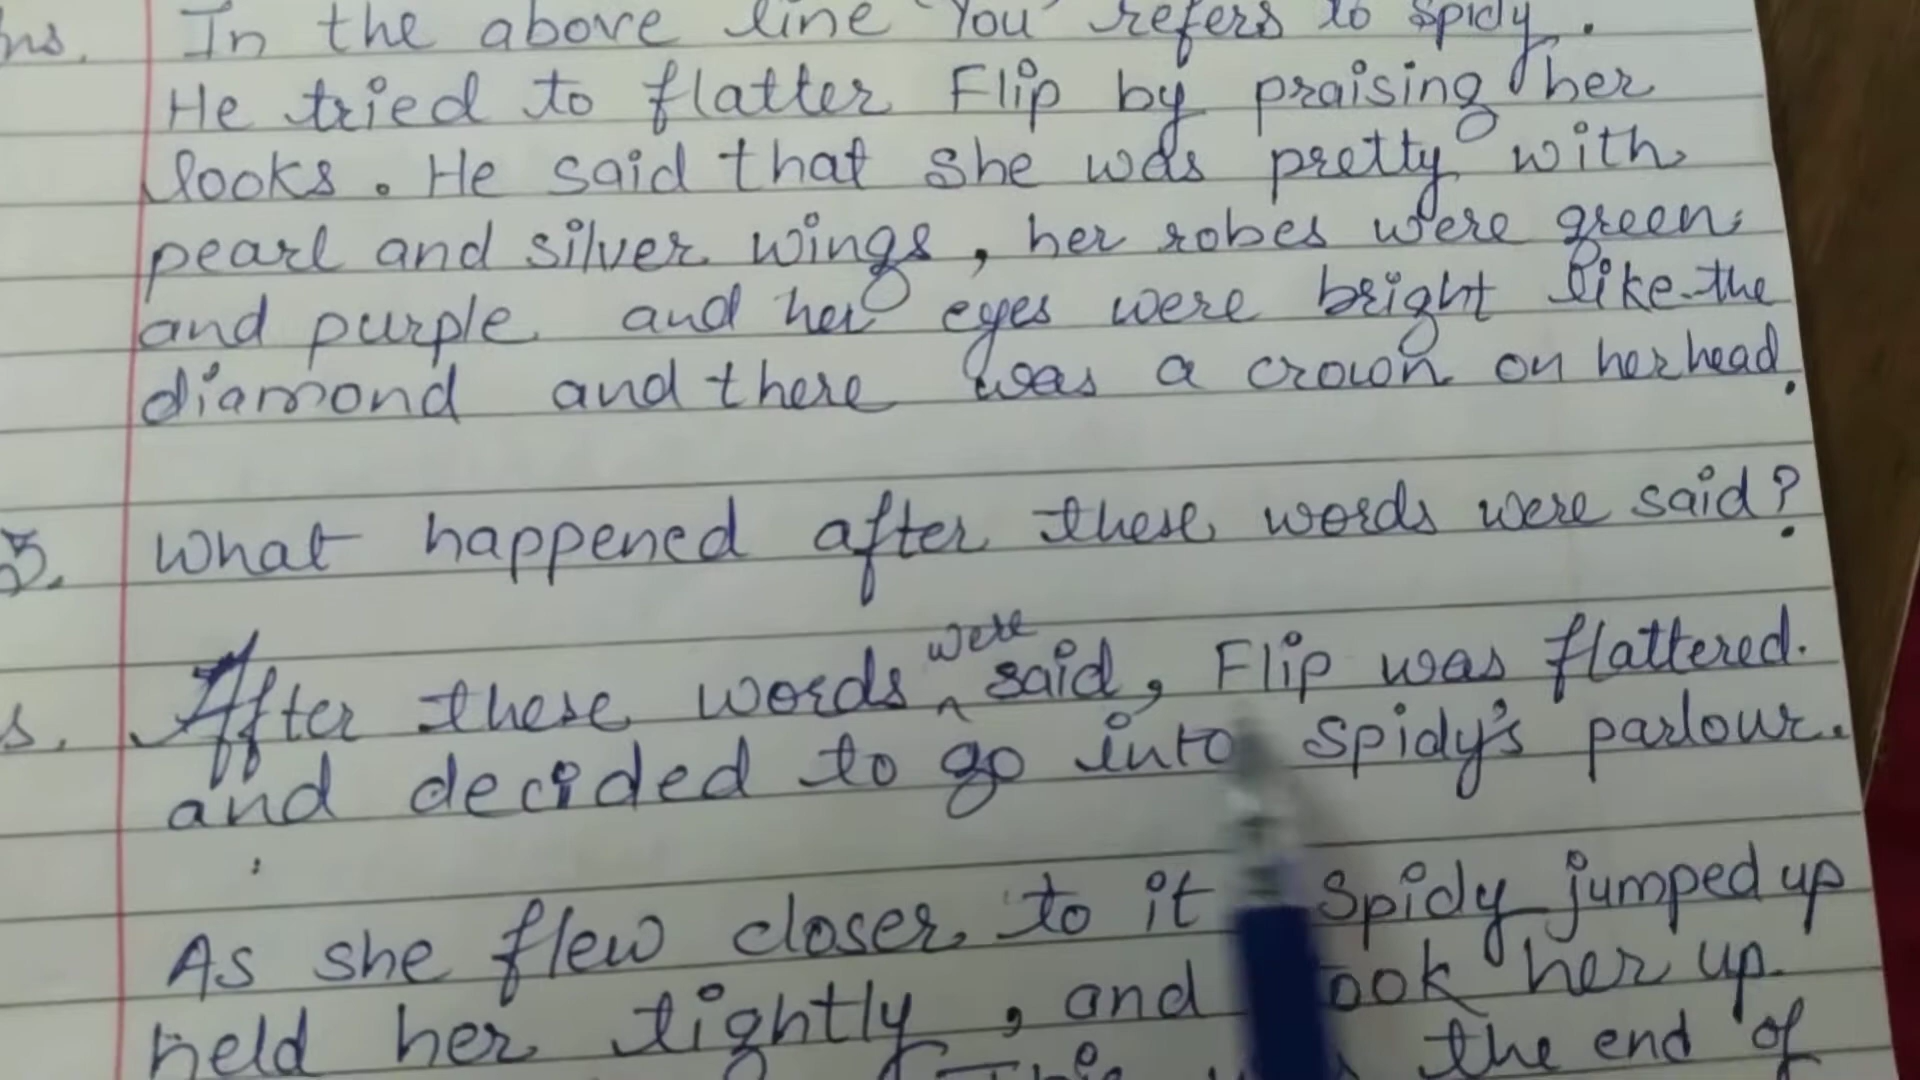 ns. In the above line "You" refers to Spidy.
He tried to flatter Flip by praising her
looks. He said that she was pretty with
pearl and silver wings, her robes were green
and purple and her eyes were bright like the
diamond and there was a crown on her head.
3. What happened after these words were said?
s. After these words were said, Flip was flattered.
and decided to go into Spidy's parlour.
As she flew closer to it Spidy jumped up
held her tightly, and ook her up
the end of